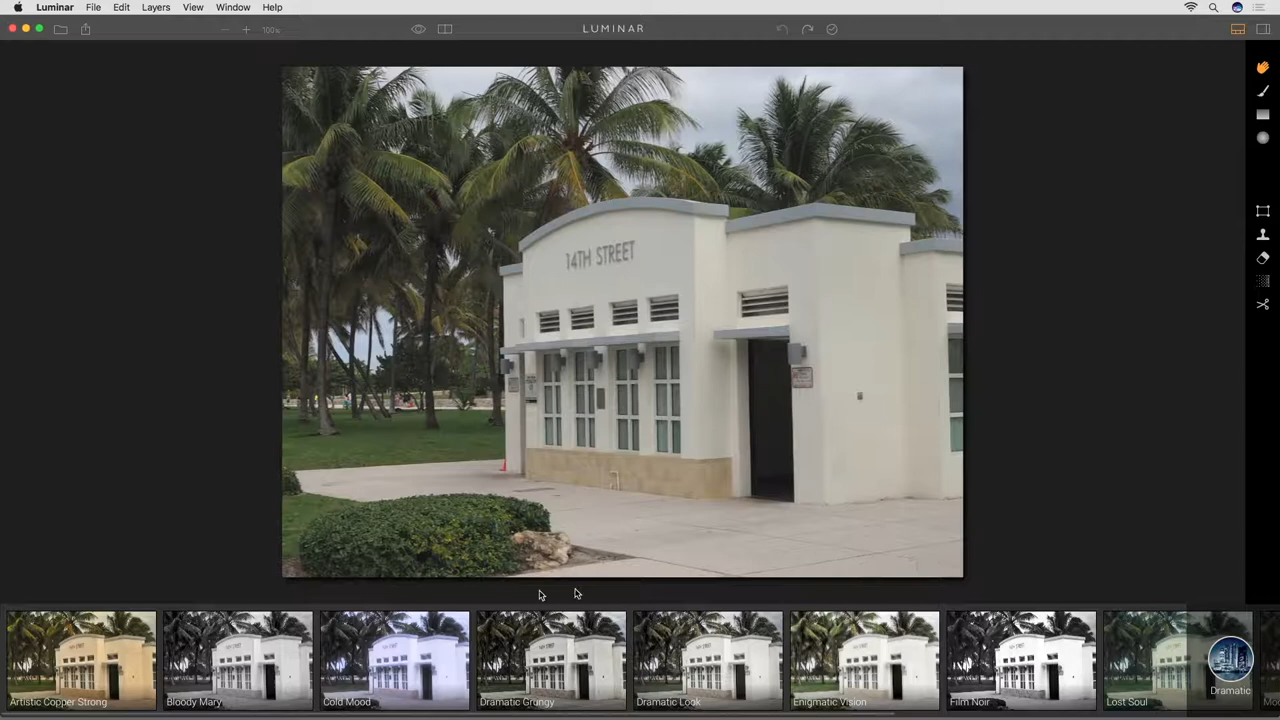 Luminar File Edit Layers View Window Help
100%
LUMINAR
14TH STREET
Artistic Copper Strong
Bloody Mary
Cold Mood
Dramatic Grungy
Dramatic Look
Enigmatic Vision
Film Noir
Lost Soul
Dramatic